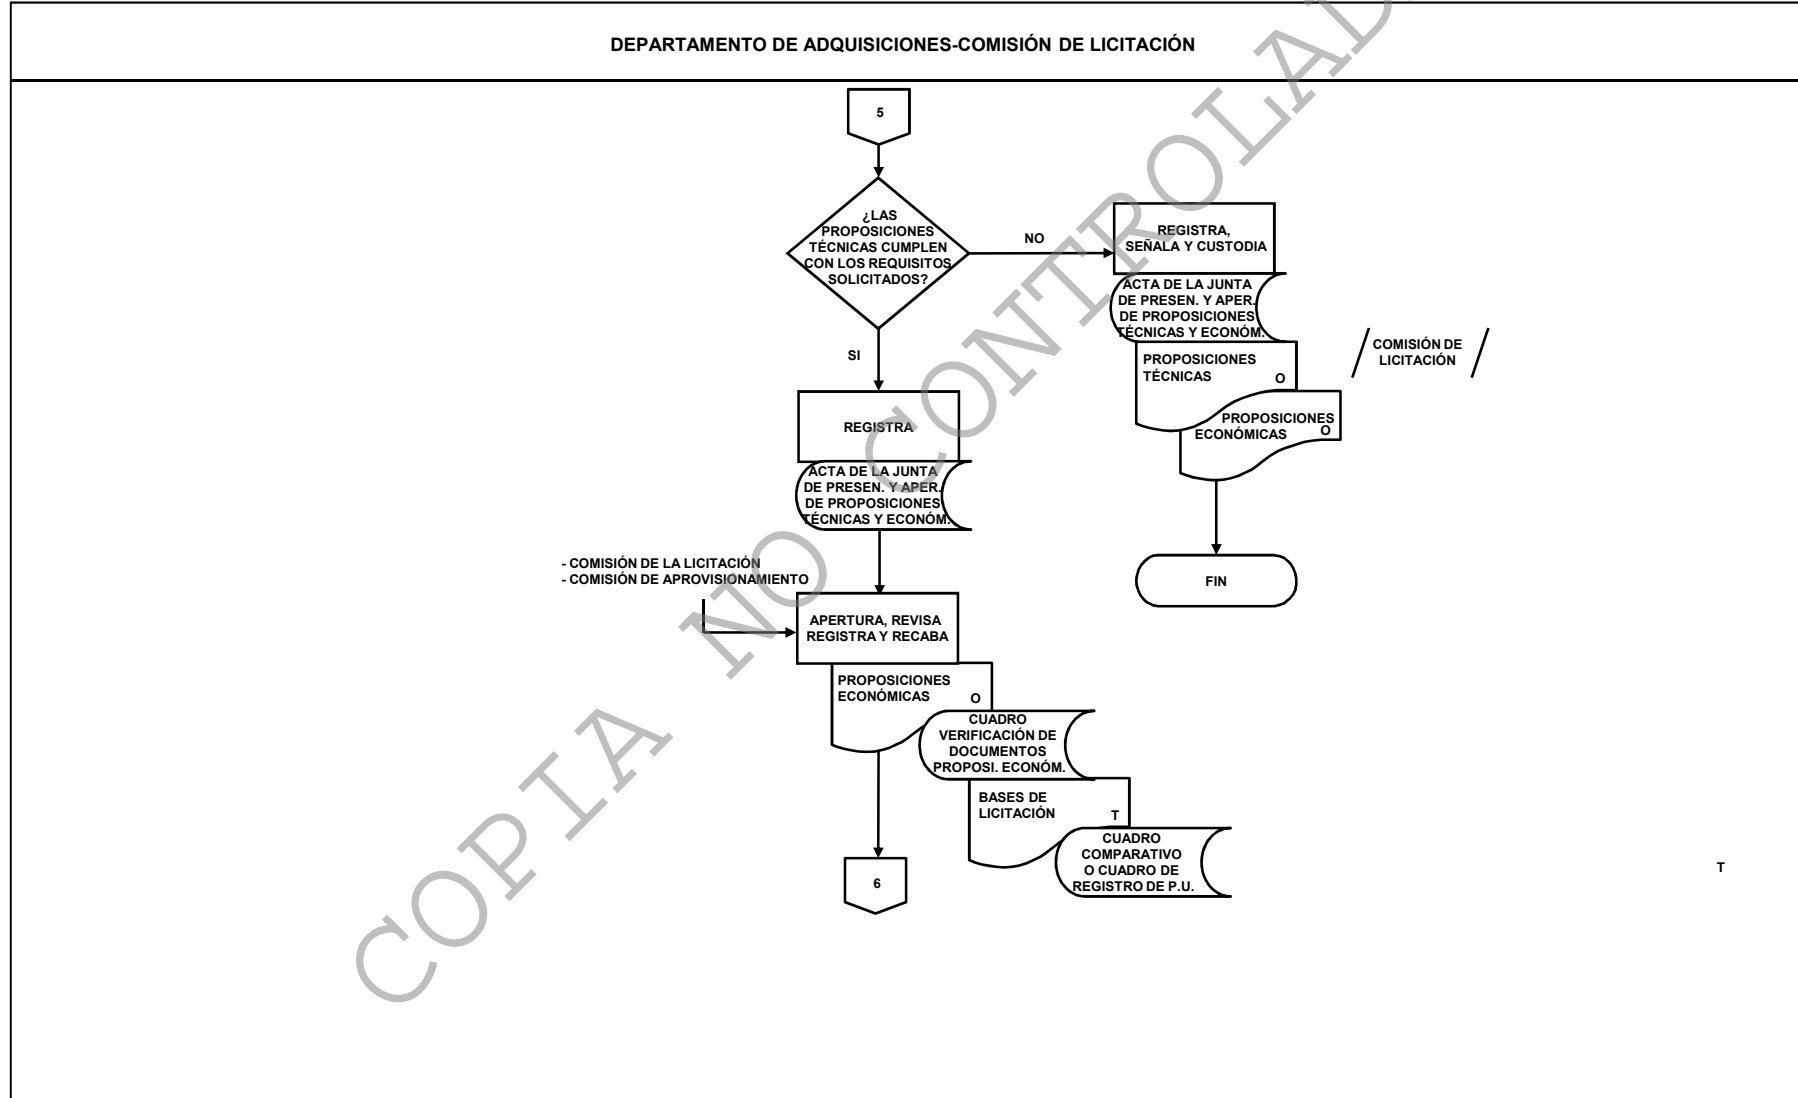 DEPARTAMENTO DE ADQUISICIONES-COMISIÓN DE LICITACIÓN
5
¿LAS
PROPOSICIONES
TÉCNICAS CUMPLEN
CON LOS REQUISITOS
SOLICITADOS?
NO
REGISTRA,
SEÑALA Y CUSTODIA
ACTA DE LA JUNTA
DE PRESEN. Y APER.
DE PROPOSICIONES
TÉCNICAS Y ECONÓM.
PROPOSICIONES
TÉCNICAS O
PROPOSICIONES
ECONÓMICAS O
COMISIÓN DE
LICITACIÓN
FIN
SI
REGISTRA
ACTA DE LA JUNTA
DE PRESEN. Y APER.
DE PROPOSICIONES
TÉCNICAS Y ECONÓM.
- COMISIÓN DE LA LICITACIÓN
- COMISIÓN DE APROVISIONAMIENTO
APERTURA, REVISA
REGISTRA Y RECABA
PROPOSICIONES
ECONÓMICAS O
CUADRO
VERIFICACIÓN DE
DOCUMENTOS
PROPOSI. ECONÓM.
BASES DE
LICITACIÓN T
CUADRO
COMPARATIVO
O CUADRO DE
REGISTRO DE P.U.
T
6
COPIA NO CONTROLAD